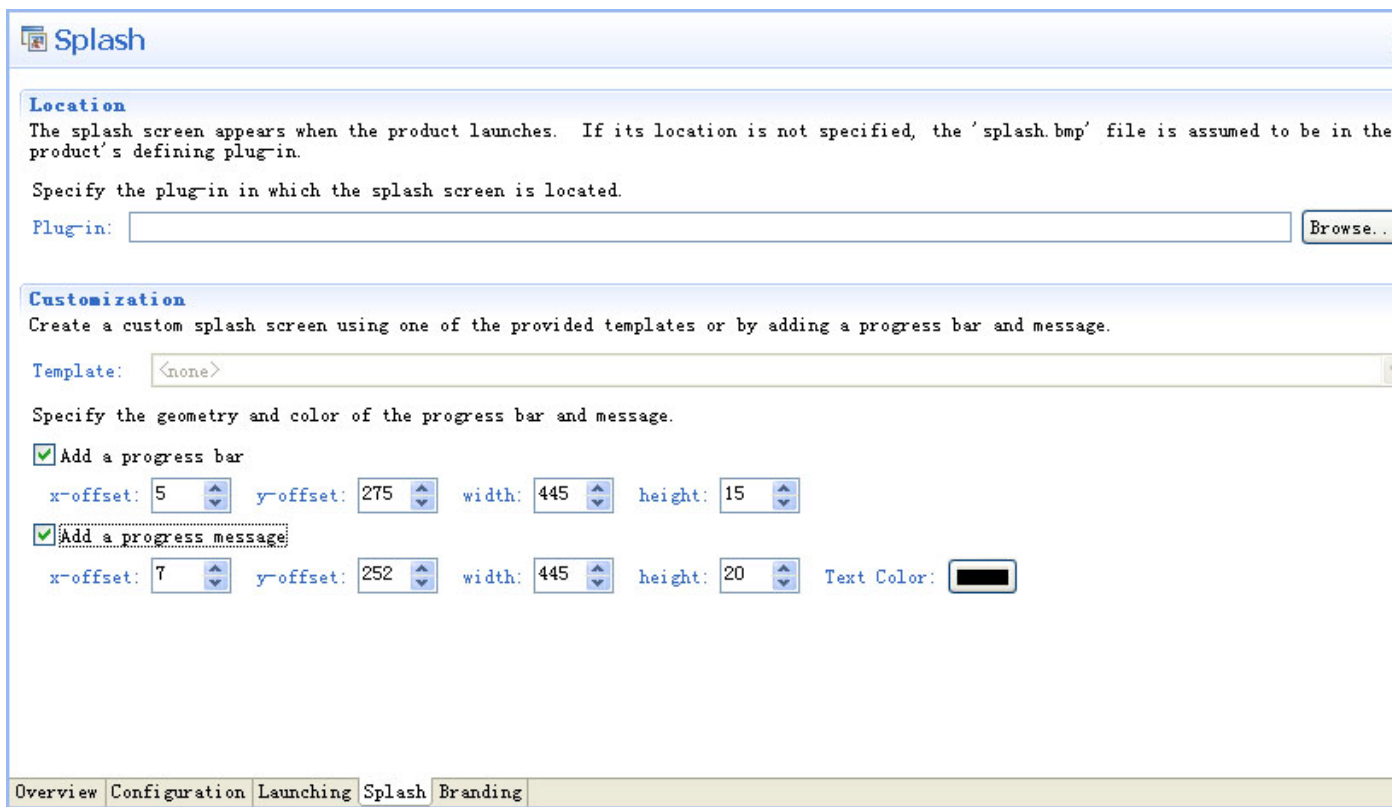 Splash
Location
The splash screen appears when the product launches.  If its location is not specified, the 'splash.bmp' file is assumed to be in the
product's defining plug-in.
Specify the plug-in in which the splash screen is located.
Plug-in: Browse..
Customization
Create a custom splash screen using one of the provided templates or by adding a progress bar and message.
Template: <none>
Specify the geometry and color of the progress bar and message.
Add a progress bar
x-offset: 5 y-offset: 275 width: 445 height: 15
Add a progress message
x-offset: 7 y-offset: 252 width: 445 height: 20 Text Color:
Overview Configuration Launching Splash Branding